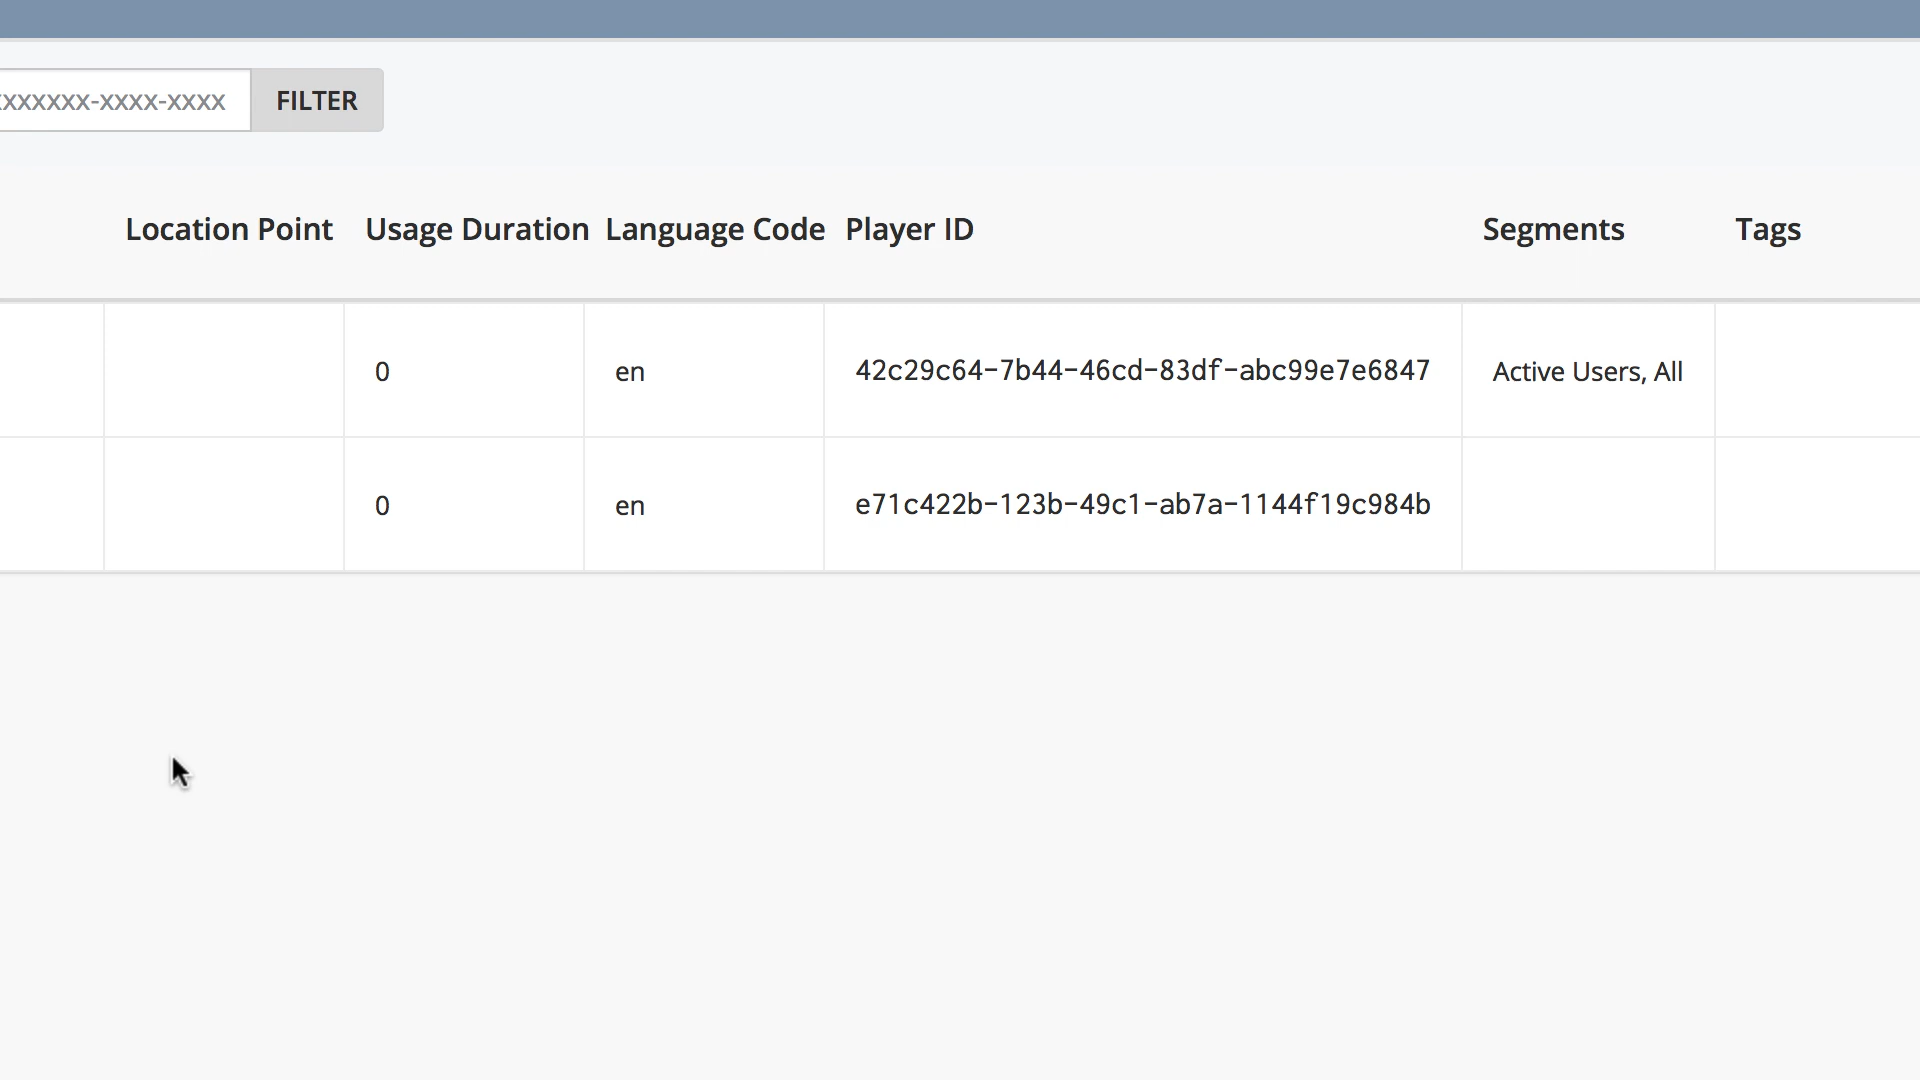 xxxxxxx-xxxx-xxxx FILTER
Location Point Usage Duration Language Code Player ID Segments Tags
0 en 42c29c64-7b44-46cd-83df-abc99e7e6847 Active Users, All
0 en e71c422b-123b-49c1-ab7a-1144f19c984b